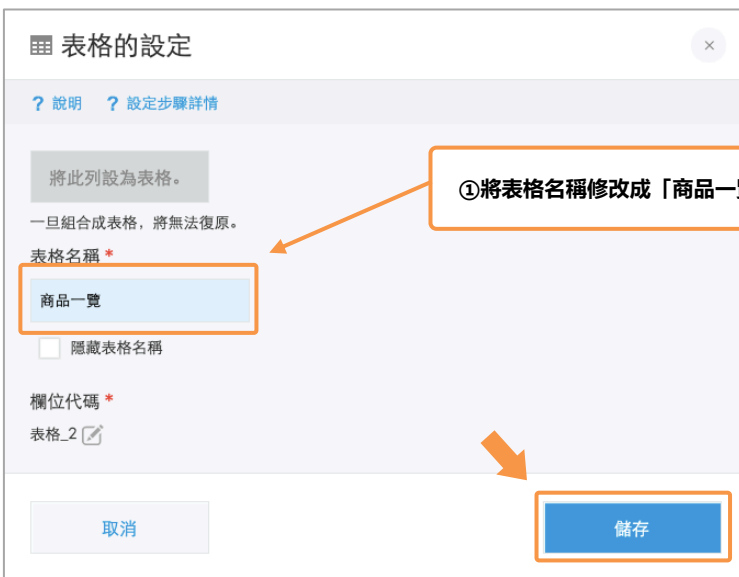 表格的設定
? 說明 ? 設定步驟詳情
將此列設為表格。
①將表格名稱修改成「商品一
一旦組合成表格，將無法復原。
表格名稱 *
商品一覽
隱藏表格名稱
欄位代碼 *
表格_2
取消
儲存